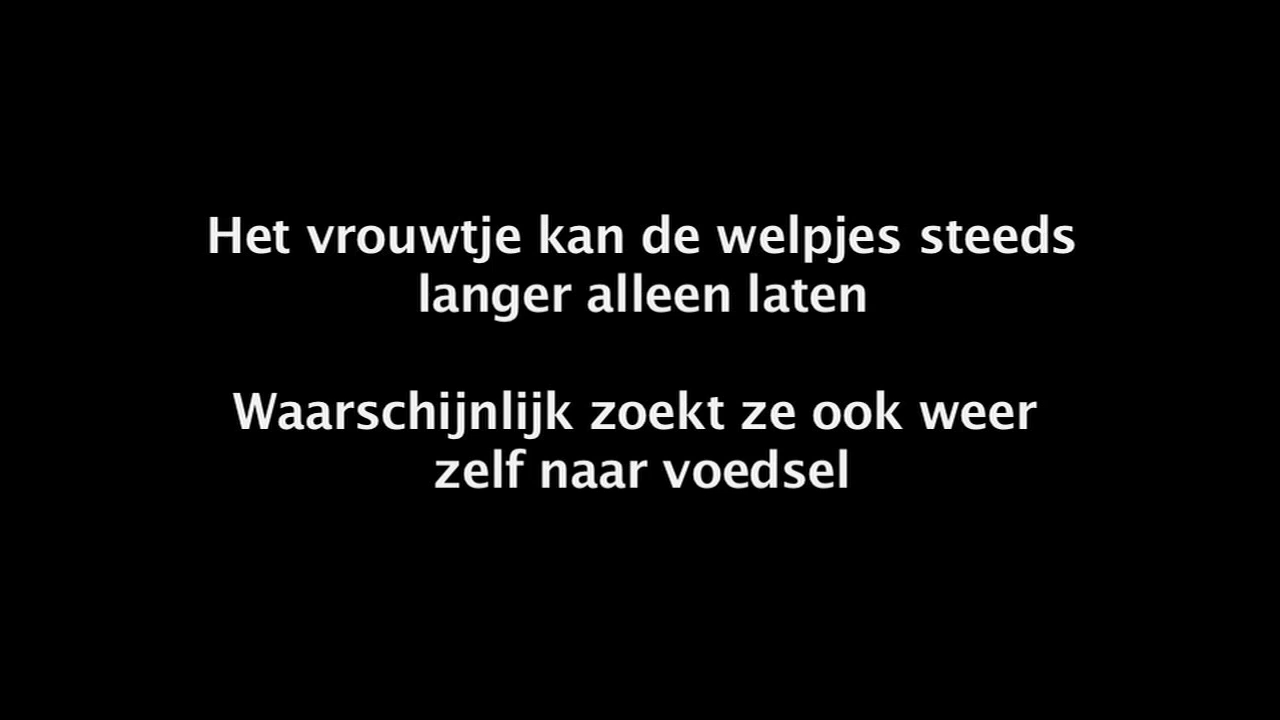 Het vrouwtje kan de welpjes steeds
langer alleen laten
Waarschijnlijk zoekt ze ook weer
zelf naar voedsel